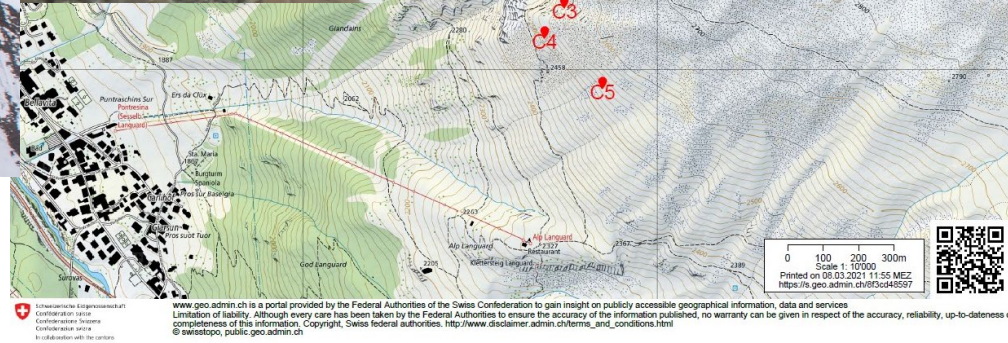 C3
Giandains
2280
2700
2800
C4
1887
2458
2790
C5
Bellavita
Puntraschins Sur
Ers da Clüx
2052
Pontresina
(Sesselb.
Languard)
Sta. Maria
Burgturm
Spaniola
Pros sur Baselgia
2263
Giarsun
Pros suot Tuor
Alp Languard
2327
Restaurant
2367
Alp Languard
God Languard
2205
Klettersteig Languard
2389
Surovas
0 100 200 300m
Scale 1: 10'000
Printed on 08.03.2021 11:55 MEZ
https://s.geo.admin.ch/8f3cd48597
Schweizerische Eidgenossenschaft
Confédération suisse
Confederazione Svizzera
Confederaziun svizra
In collaboration with the cantons
www.geo.admin.ch is a portal provided by the Federal Authorities of the Swiss Confederation to gain insight on publicly accessible geographical information, data and services
Limitation of liability. Although every care has been taken by the Federal Authorities to ensure the accuracy of the information published, no warranty can be given in respect of the accuracy, reliability, up-to-dateness o
completeness of this information. Copyright, Swiss federal authorities. http://www.disclaimer.admin.ch/terms_and_conditions.html
© swisstopo, public.geo.admin.ch